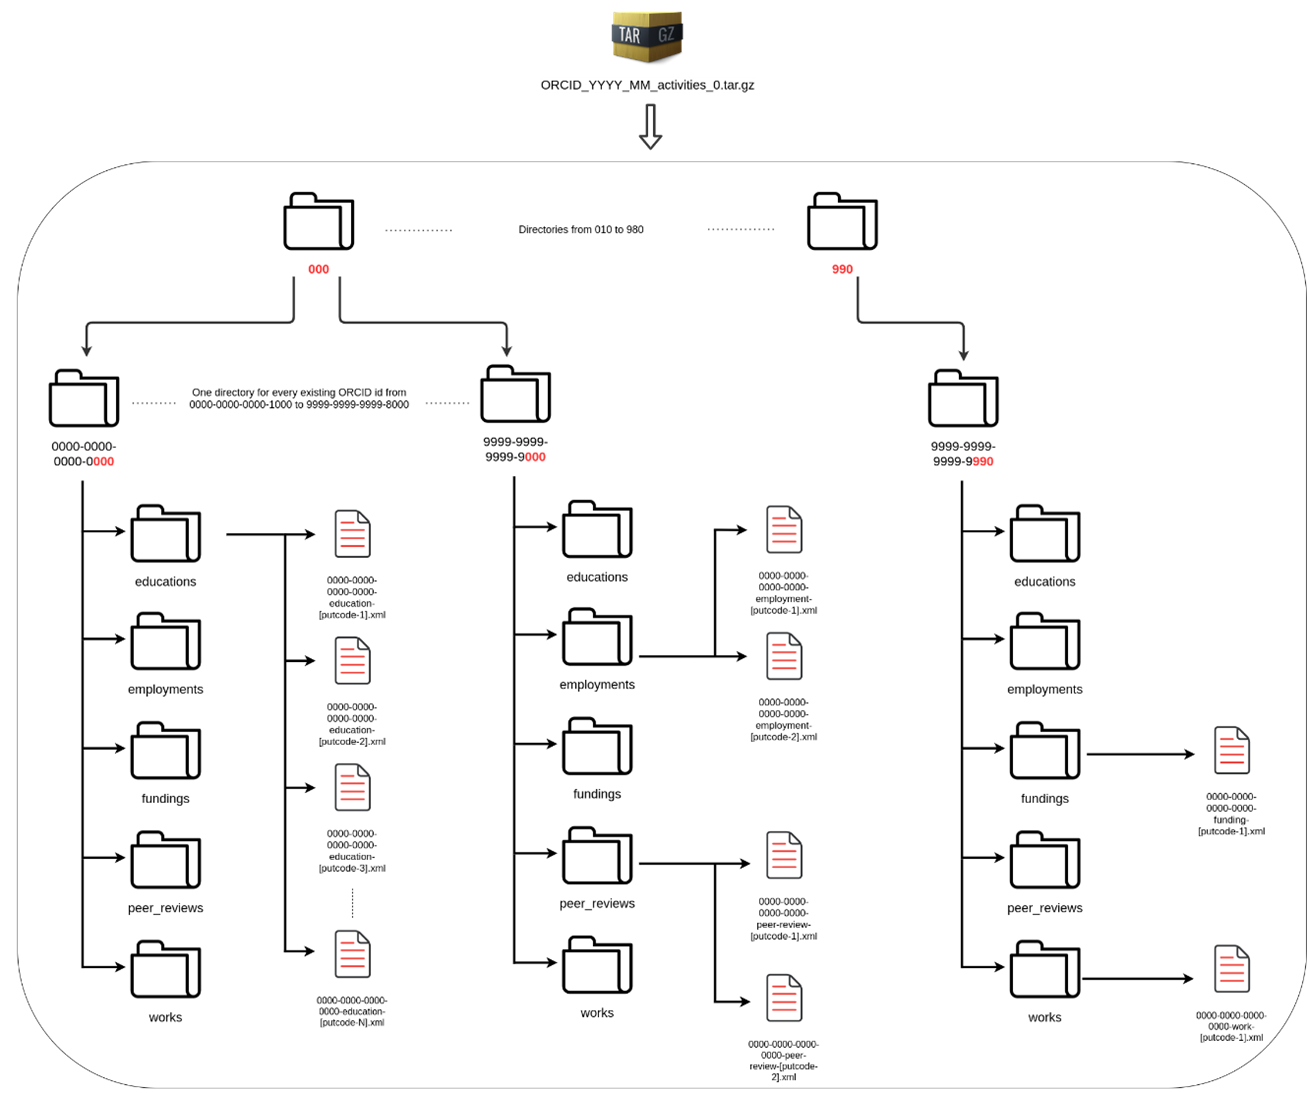 TAR GZ
ORCID_YYYY_MM_activities_0.tar.gz
000
Directories from 010 to 980
990
One directory for every existing ORCID id from
0000-0000-0000-1000 to 9999-9999-9999-8000
0000-0000-
0000-0000
9999-9999-
9999-9000
9999-9999-
9999-9990
educations
employments
fundings
peer_reviews
works
0000-0000-
0000-0000-
education-
[putcode-1].xml
0000-0000-
0000-0000-
education-
[putcode-2].xml
0000-0000-
0000-0000-
education-
[putcode-3].xml
0000-0000-0000-
0000-education-
[putcode-N].xml
educations
employments
fundings
peer_reviews
works
0000-0000-
0000-0000-
employment-
[putcode-1].xml
0000-0000-
0000-0000-
employment-
[putcode-2].xml
0000-0000-
0000-0000-
peer-review-
[putcode-1].xml
0000-0000-0000-
0000-peer-
review-[putcode-
2].xml
educations
employments
fundings
peer_reviews
works
0000-0000-
0000-0000-
funding-
[putcode-1].xml
0000-0000-0000-
0000-work-
[putcode-1].xml